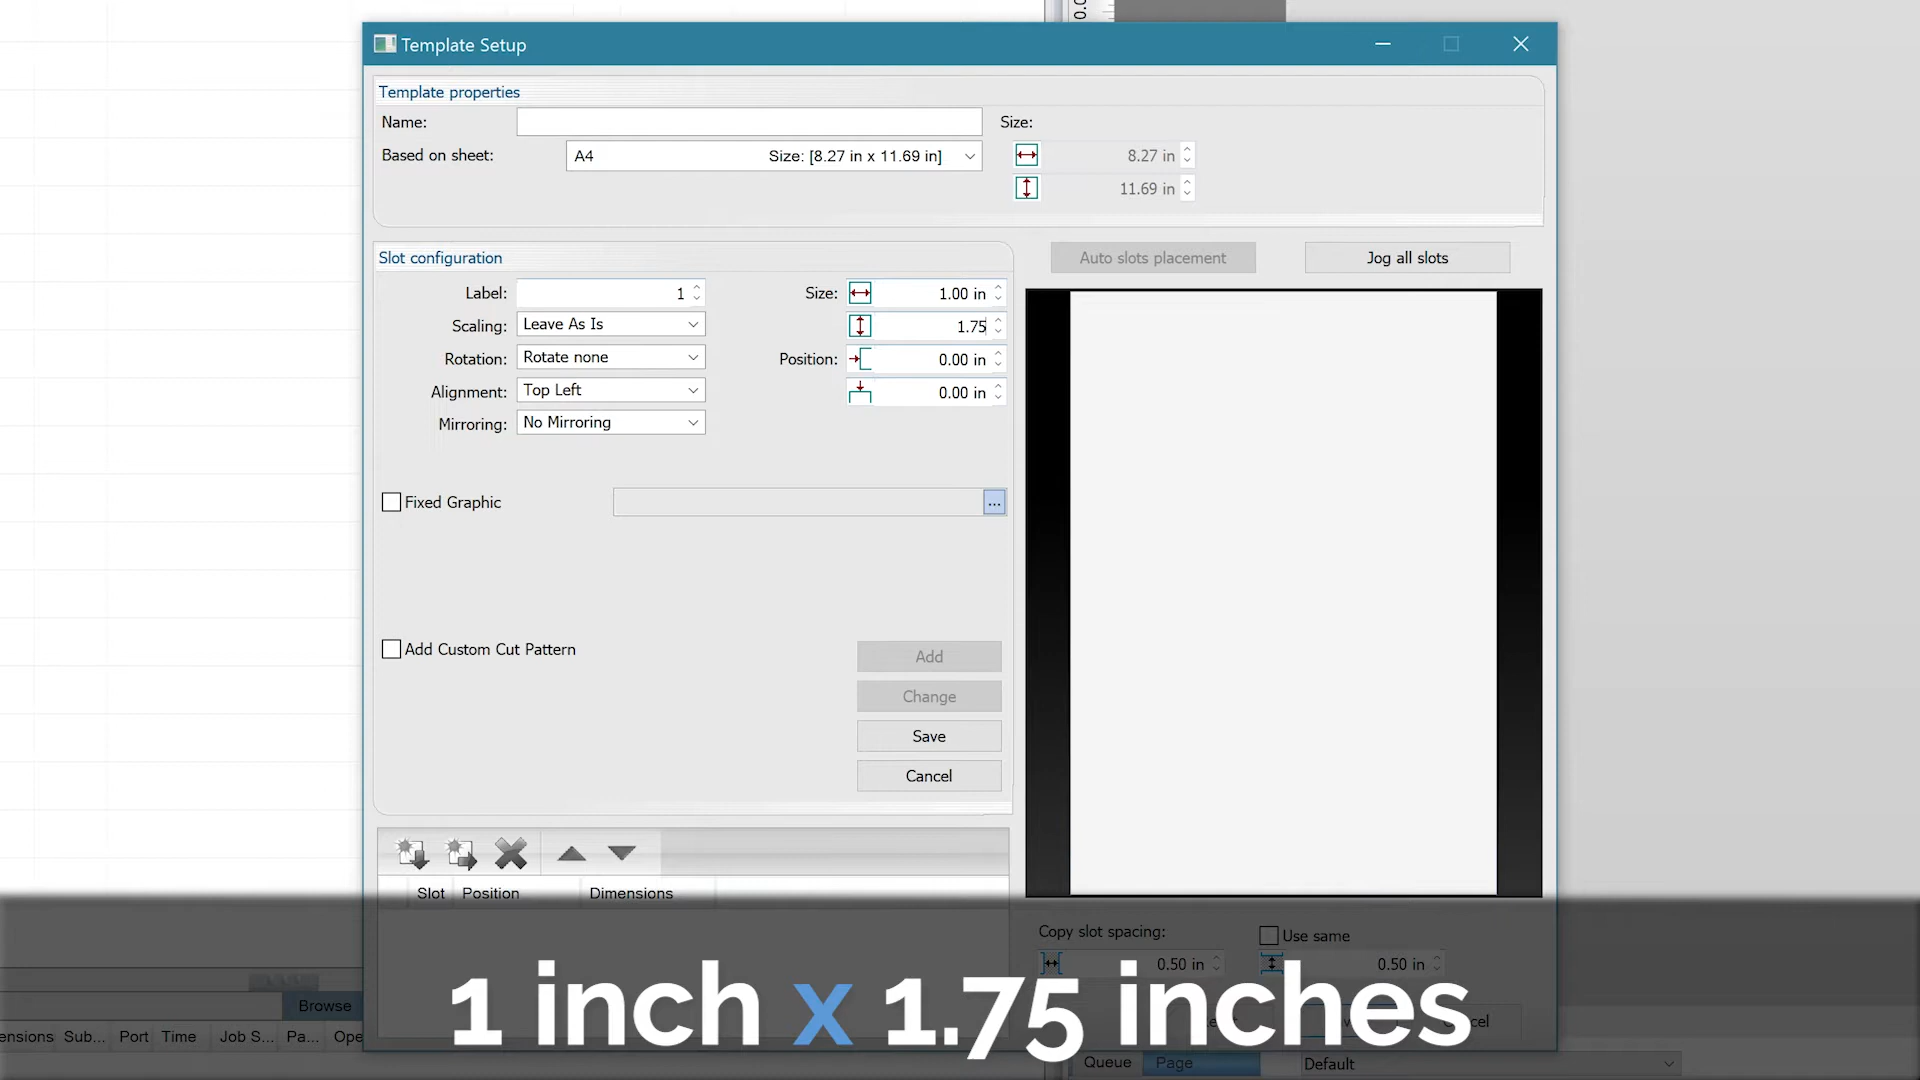 0.0
Template Setup
Template properties
Name:
Size:
Based on sheet:
A4 Size: [8.27 in x 11.69 in]
8.27 in
11.69 in
Slot configuration
Auto slots placement
Jog all slots
Label: 1
Size: 1.00 in
Scaling: Leave As Is
1.75
Rotation: Rotate none
Position: 0.00 in
Alignment: Top Left
0.00 in
Mirroring: No Mirroring
Fixed Graphic
...
Add Custom Cut Pattern
Add
Change
Save
Cancel
Slot Position Dimensions
Copy slot spacing:
Use same
0.50 in
0.50 in
1 inch x 1.75 inches
Browse
ensions Sub... Port Time Job S... Pa... Ope
Queue Page Default